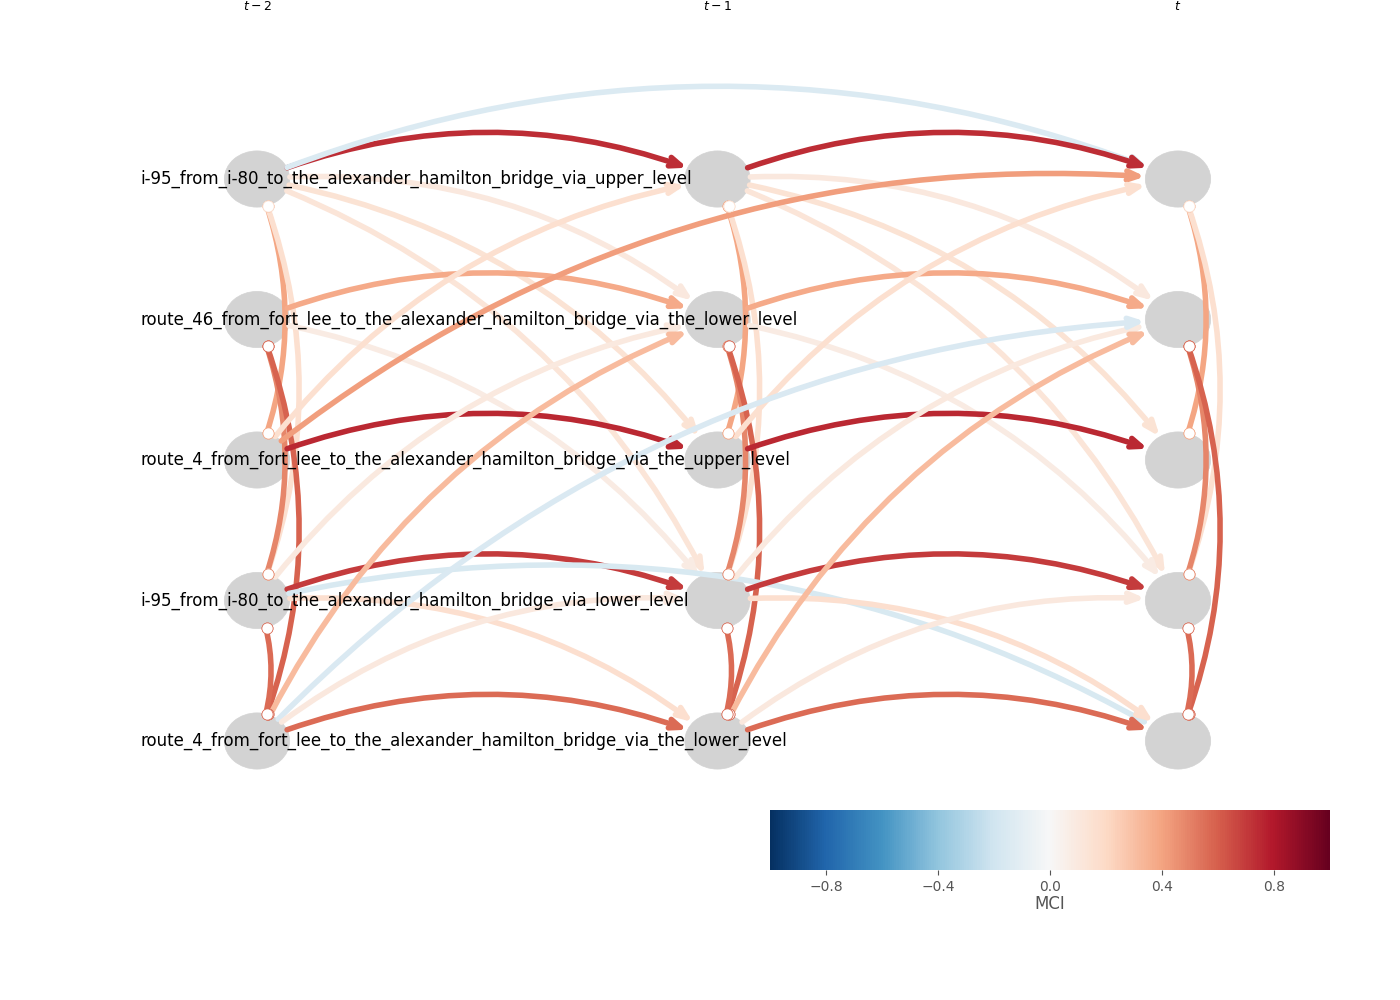 t − 2 t − 1 t
i-95_from_i-80_to_the_alexander_hamilton_bridge_via_upper_level
route_46_from_fort_lee_to_the_alexander_hamilton_bridge_via_the_lower_level
route_4_from_fort_lee_to_the_alexander_hamilton_bridge_via_the_upper_level
i-95_from_i-80_to_the_alexander_hamilton_bridge_via_lower_level
route_4_from_fort_lee_to_the_alexander_hamilton_bridge_via_the_lower_level
−0.8 −0.4 0.0 0.4 0.8
MCI